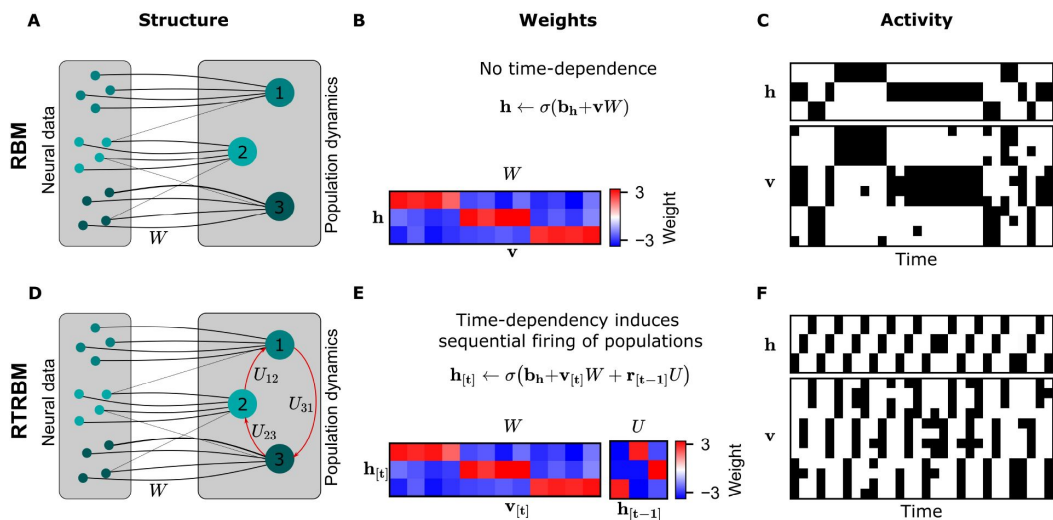 A
Structure
B
Weights
C
Activity
RBM
Neural data
1
2
3
W
Population dynamics
No time-dependence
h ← σ(b_h+vW)
W
h
v
3
−3
Weight
h
v
Time
D
E
F
RTRBM
Neural data
1
2
3
U_12
U_23
U_31
W
Population dynamics
Time-dependency induces
sequential firing of populations
h_[t] ← σ(b_h+v_[t]W + r_[t−1]U)
W
U
h_[t]
v_[t]
h_[t−1]
3
−3
Weight
h
v
Time